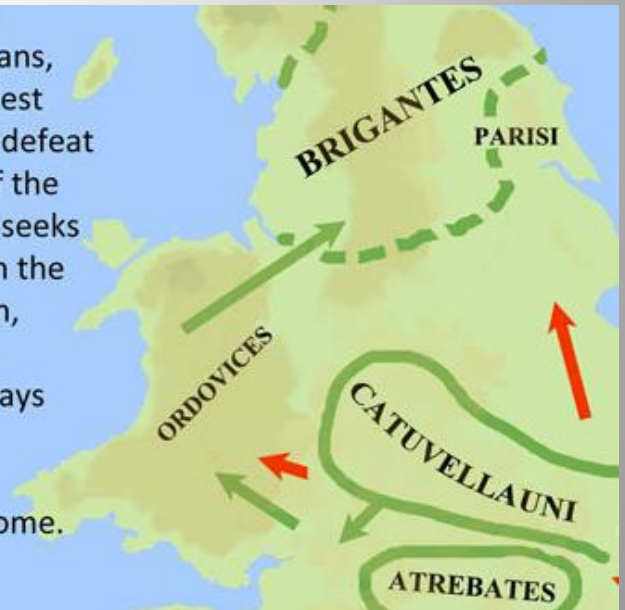 ans,
est
defeat
f the
seeks
n the
n,
ays
ome.
BRIGANTES
PARISI
ORDOVICES
CATUVELLAUNI
ATREBATES